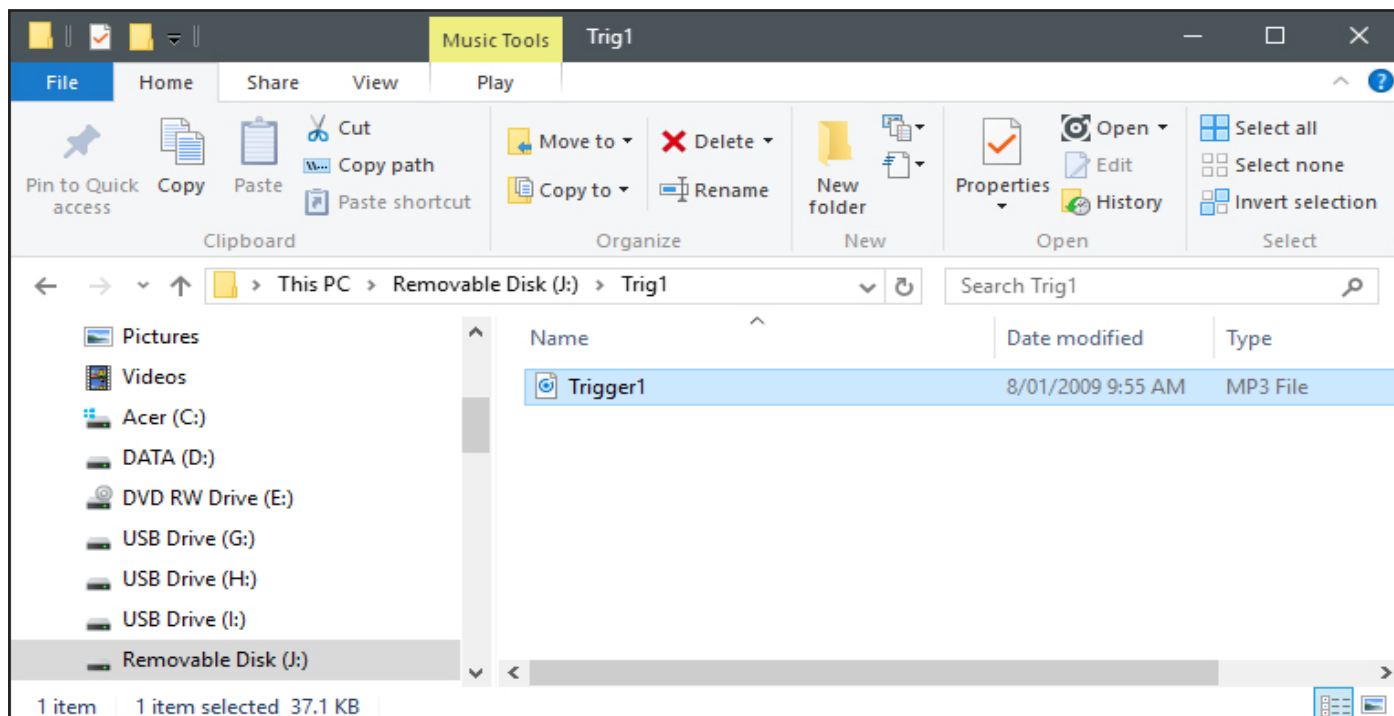 Music Tools Trig1
File Home Share View Play
Pin to Quick access
Copy
Paste
Cut
Copy path
Paste shortcut
Clipboard
Move to
Copy to
Delete
Rename
Organize
New folder
New
Properties
Open
Edit
History
Open
Select all
Select none
Invert selection
Select
> This PC > Removable Disk (J:) > Trig1
Search Trig1
Pictures
Videos
Acer (C:)
DATA (D:)
DVD RW Drive (E:)
USB Drive (G:)
USB Drive (H:)
USB Drive (I:)
Removable Disk (J:)
Name Date modified Type
Trigger1 8/01/2009 9:55 AM MP3 File
1 item 1 item selected 37.1 KB